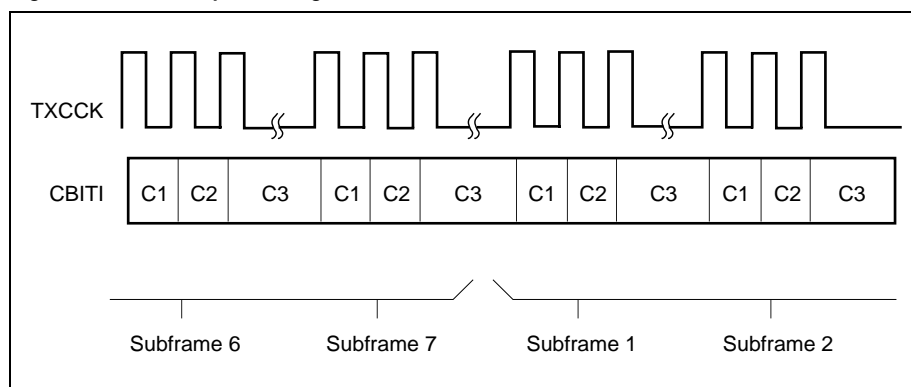 TXCCK
CBITI C1 C2 C3 C1 C2 C3 C1 C2 C3 C1 C2 C3
Subframe 6 Subframe 7 Subframe 1 Subframe 2